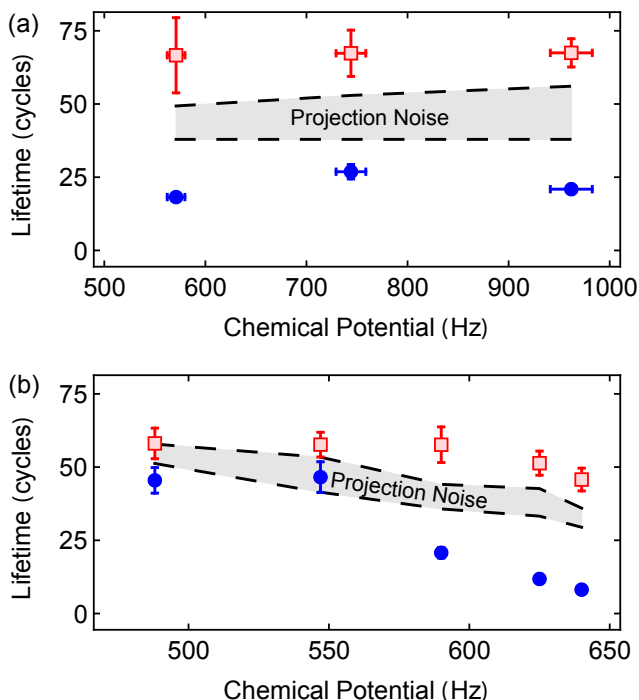 (a)
75
50
25
0
Lifetime (cycles)
Projection Noise
500 600 700 800 900 1000
Chemical Potential (Hz)
(b)
75
50
25
0
Lifetime (cycles)
Projection Noise
500 550 600 650
Chemical Potential (Hz)